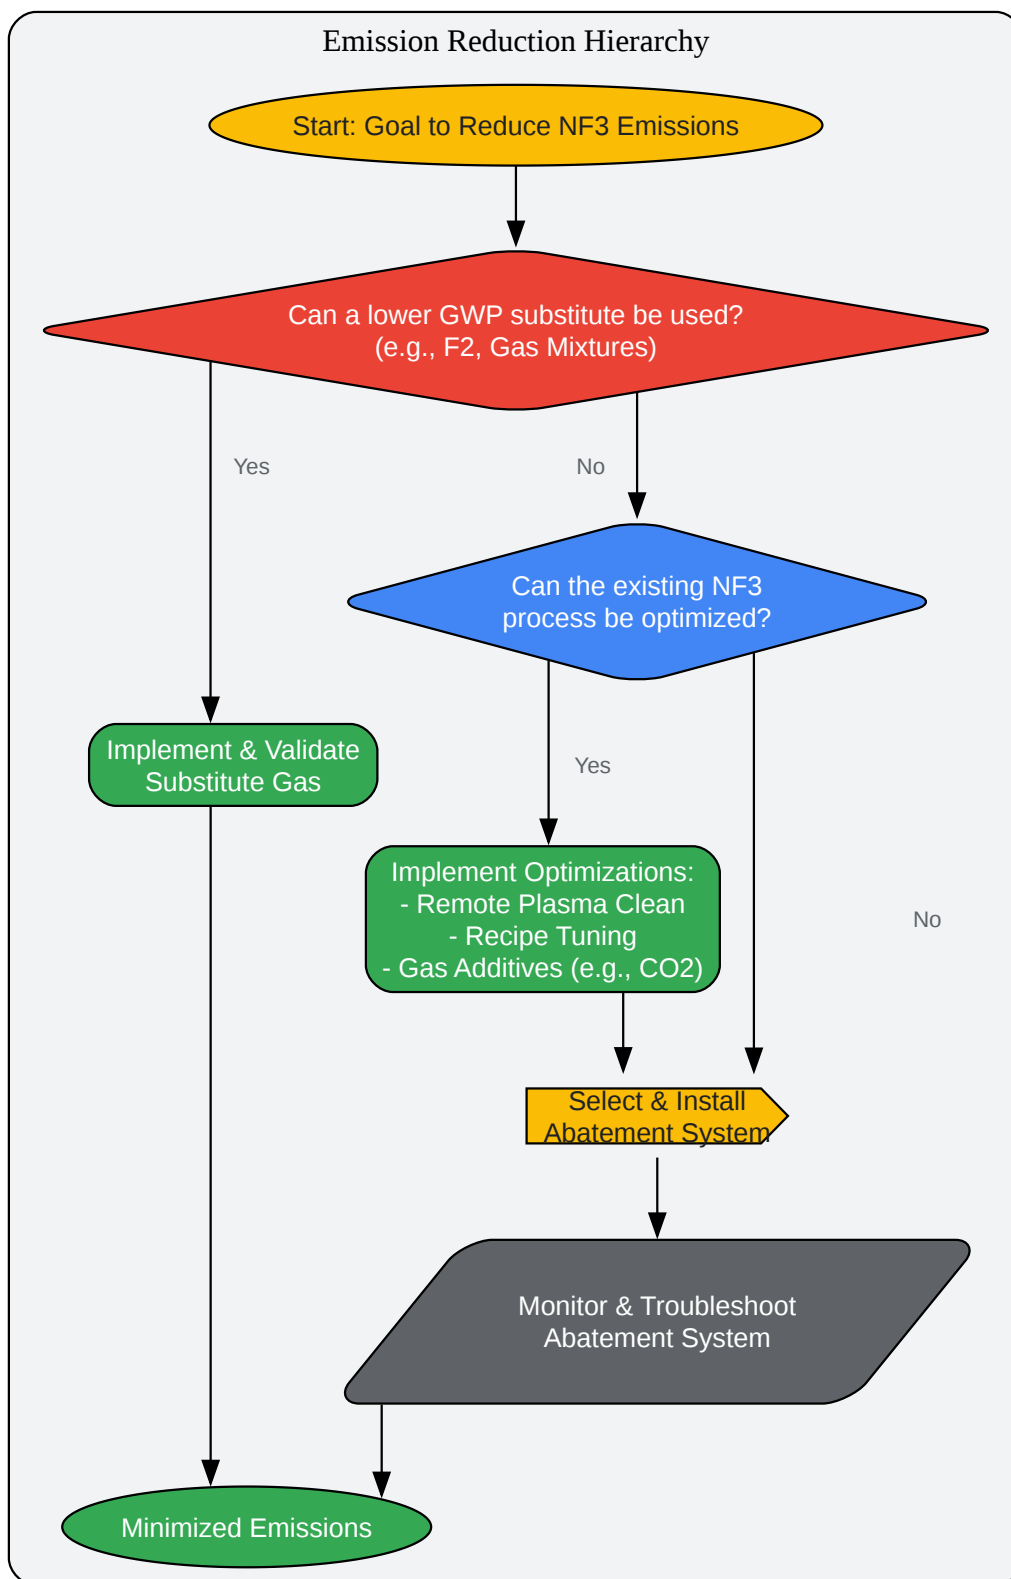 Emission Reduction Hierarchy
Start: Goal to Reduce NF3 Emissions
Can a lower GWP substitute be used?
(e.g., F2, Gas Mixtures)
Yes
No
Can the existing NF3
process be optimized?
Implement & Validate
Substitute Gas
Yes
Implement Optimizations:
- Remote Plasma Clean
- Recipe Tuning
- Gas Additives (e.g., CO2)
No
Select & Install
Abatement System
Monitor & Troubleshoot
Abatement System
Minimized Emissions